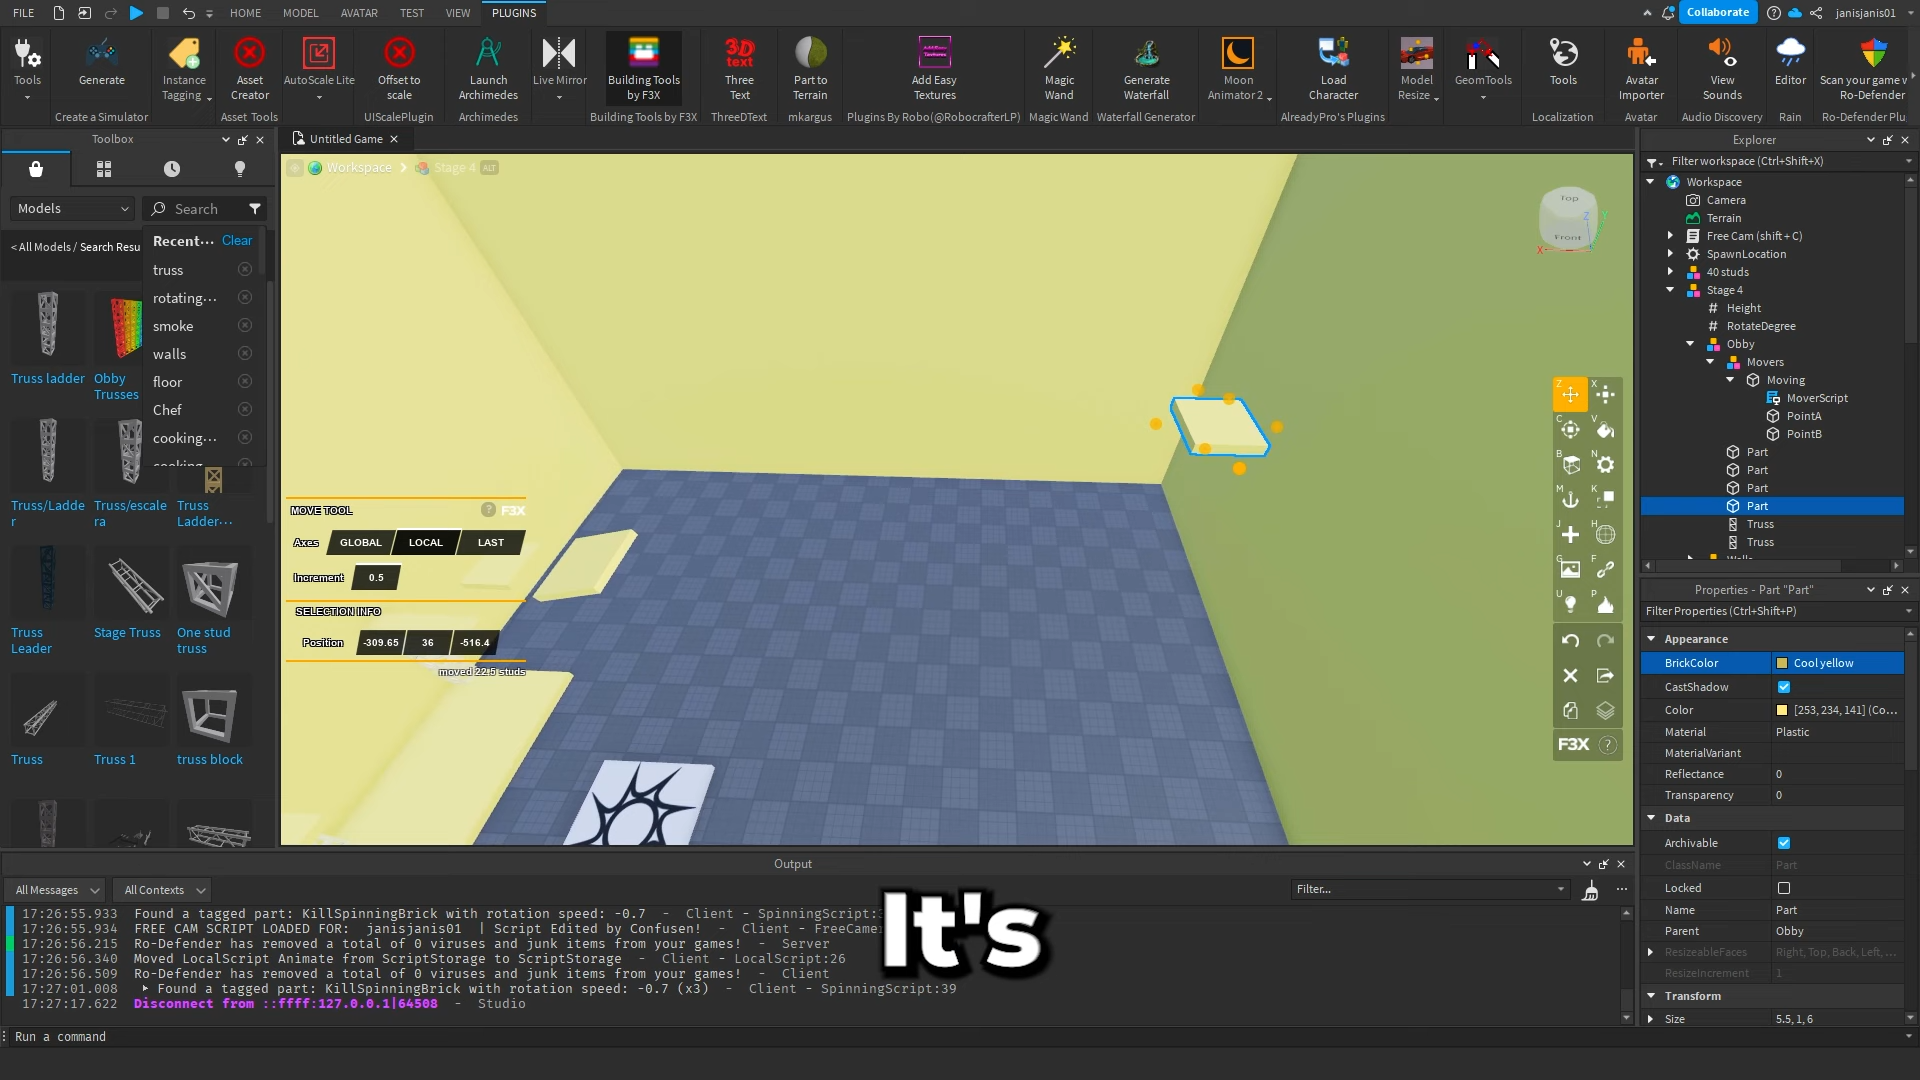 FILE HOME MODEL AVATAR TEST VIEW PLUGINS Collaborate janisjanis01
Tools
Generate
Create a Simulator
Instance Tagging
Asset Creator
Asset Tools
AutoScale Lite
Offset to scale
UIScalePlugin
Launch Archimedes
Archimedes
Live Mirror
Building Tools by F3X
Building Tools by F3X
3D text
Three Text
ThreeDText
Part to Terrain
mkargus
Add Easy Textures
Plugins By Robo(@RobocrafterLP)
Magic Wand
Magic Wand
Generate Waterfall
Waterfall Generator
Moon Animator 2
Load Character
AlreadyPro's Plugins
Model Resize
GeomTools
Tools
Localization
Avatar Importer
Avatar
View Sounds
Audio Discovery
Editor
Rain
Scan your game v
Ro-Defender
Ro-Defender Plu
Toolbox
Models
Search
< All Models / Search Resu
Recent... Clear
truss
rotating...
smoke
walls
floor
Chef
cooking...
Truss ladder
Obby Trusses
Truss/Ladde
r
Truss/escale
ra
Truss
Ladder...
Truss
Leader
Stage Truss
One stud
truss
Truss
Truss 1
truss block
Untitled Game
Workspace > Stage 4 ALT
Top
Front
X Y Z
MOVE TOOL ? F3X
Axes GLOBAL LOCAL LAST
Increment 0.5
SELECTION INFO
Position -309.65 36 -516.4
moved 22.5 studs
Z X
C V
B N
M K
J H
G F
U P
F3X ?
Explorer
Filter workspace (Ctrl+Shift+X)
Workspace
Camera
Terrain
Free Cam (shift + C)
SpawnLocation
40 studs
Stage 4
# Height
# RotateDegree
Obby
Movers
Moving
MoverScript
PointA
PointB
Part
Part
Part
Part
Truss
Truss
Properties - Part "Part"
Filter Properties (Ctrl+Shift+P)
Appearance
BrickColor Cool yellow
CastShadow
Color [253, 234, 141] (Co...
Material Plastic
MaterialVariant
Reflectance 0
Transparency 0
Data
Archivable
ClassName Part
Locked
Name Part
Parent Obby
ResizeableFaces Right, Top, Back, Left, ...
ResizeIncrement 1
Transform
Size 5.5, 1, 6
Output
All Messages All Contexts Filter...
17:26:55.933 Found a tagged part: KillSpinningBrick with rotation speed: -0.7 - Client - SpinningScript:3
17:26:55.934 FREE CAM SCRIPT LOADED FOR: janisjanis01 | Script Edited by Confusen! - Client - FreeCamer
17:26:56.215 Ro-Defender has removed a total of 0 viruses and junk items from your games! - Server
17:26:56.340 Moved LocalScript Animate from ScriptStorage to ScriptStorage - Client - LocalScript:26
17:26:56.509 Ro-Defender has removed a total of 0 viruses and junk items from your games! - Client
17:27:01.008 Found a tagged part: KillSpinningBrick with rotation speed: -0.7 (x3) - Client - SpinningScript:39
17:27:17.622 Disconnect from ::ffff:127.0.0.1|64508 - Studio
It's
Run a command